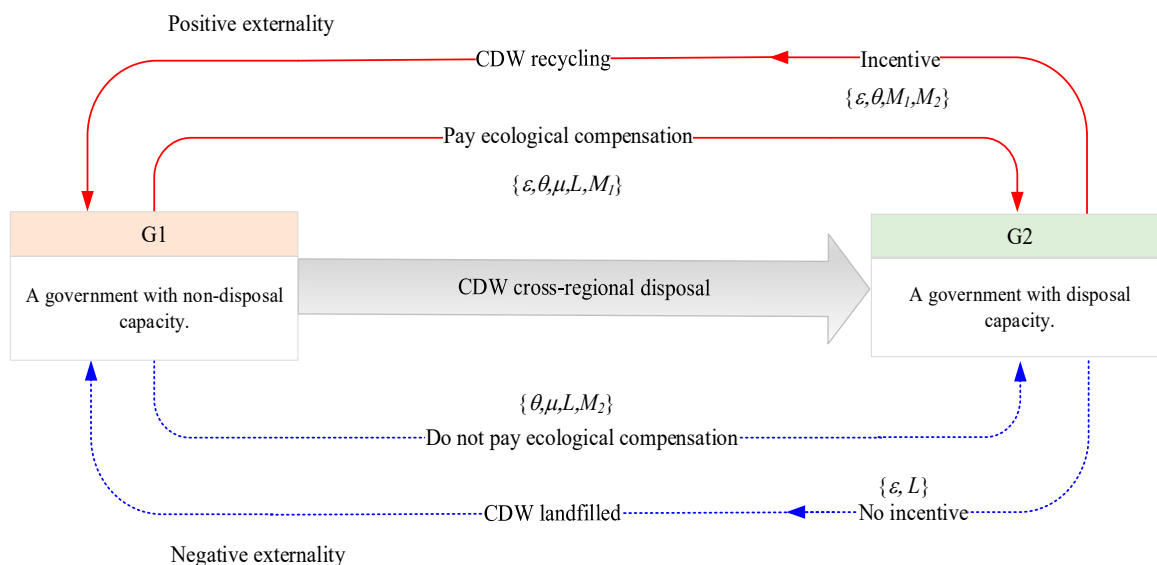 Positive externality
CDW recycling
Incentive
{ε,θ,M1,M2}
Pay ecological compensation
{ε,θ,μ,L,M1}
G1
G2
A government with non-disposal
capacity.
CDW cross-regional disposal
A government with disposal
capacity.
{θ,μ,L,M2}
Do not pay ecological compensation
{ε, L}
CDW landfilled
No incentive
Negative externality